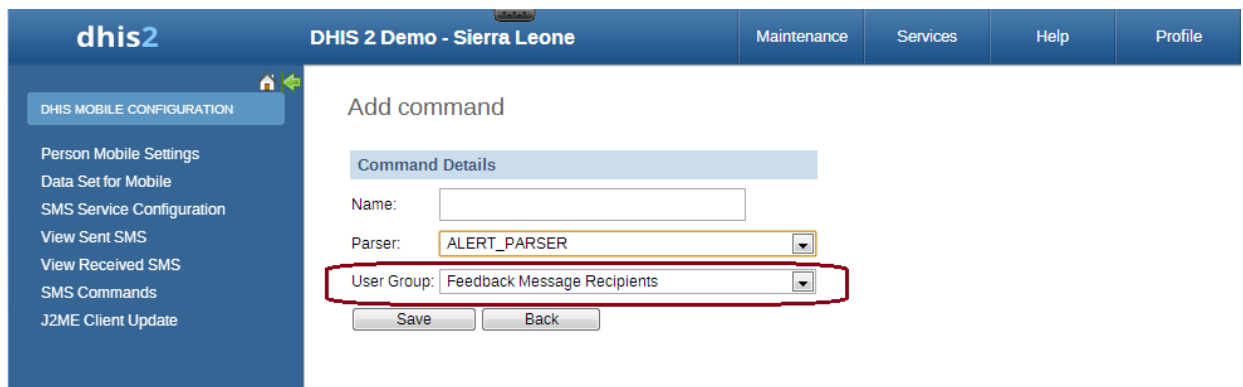 dhis2
DHIS 2 Demo - Sierra Leone
Maintenance
Services
Help
Profile
DHIS MOBILE CONFIGURATION
Person Mobile Settings
Data Set for Mobile
SMS Service Configuration
View Sent SMS
View Received SMS
SMS Commands
J2ME Client Update
Add command
Command Details
Name:
Parser: ALERT_PARSER
User Group: Feedback Message Recipients
Save Back